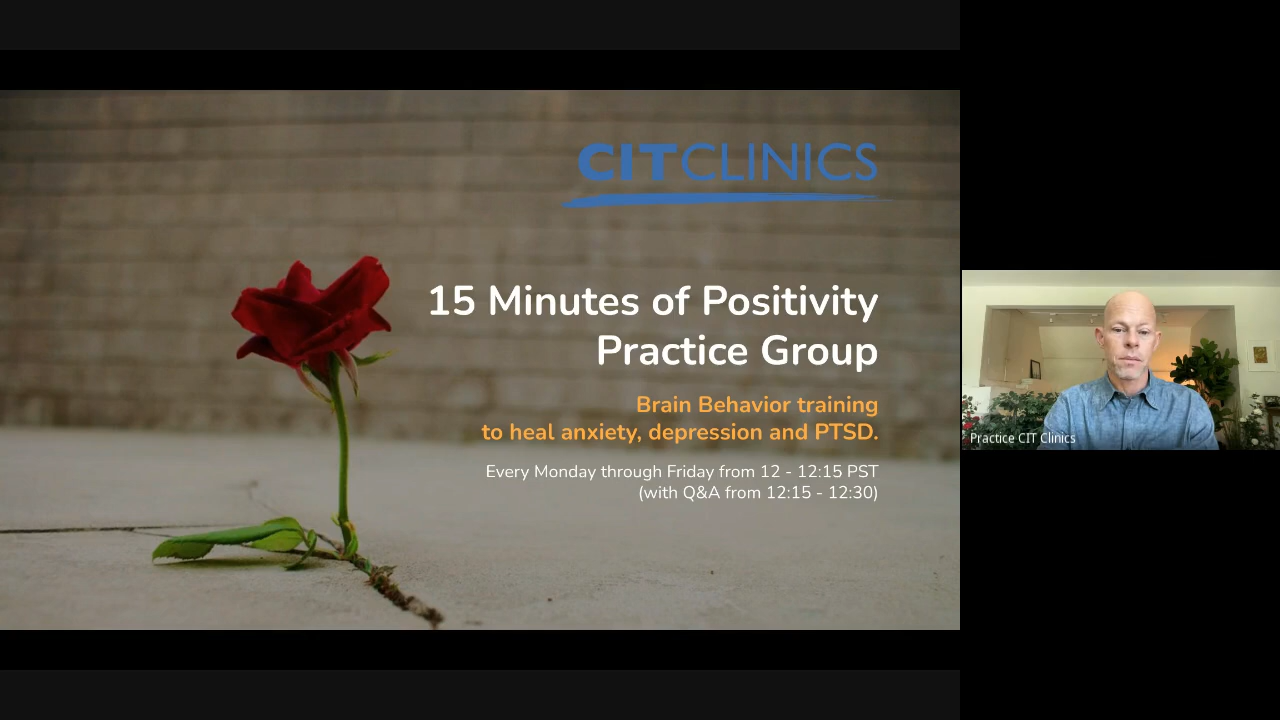 CITCLINICS
15 Minutes of Positivity
Practice Group
Brain Behavior training
to heal anxiety, depression and PTSD.
Every Monday through Friday from 12 - 12:15 PST
(with Q&A from 12:15 - 12:30)
Practice CIT Clinics